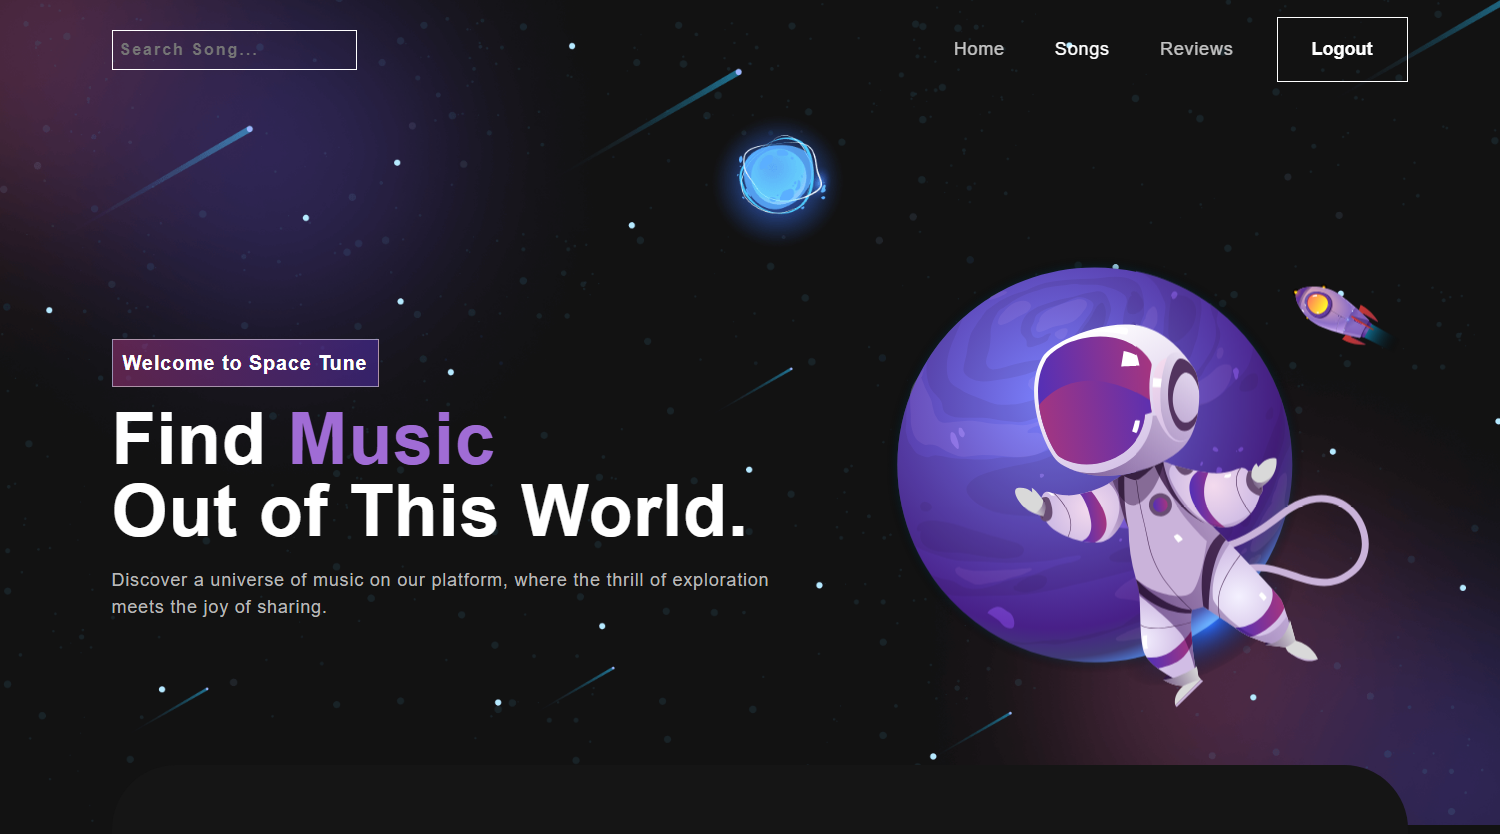 Search Song...
Home
Songs
Reviews
Logout
Welcome to Space Tune
Find Music
Out of This World.
Discover a universe of music on our platform, where the thrill of exploration
meets the joy of sharing.